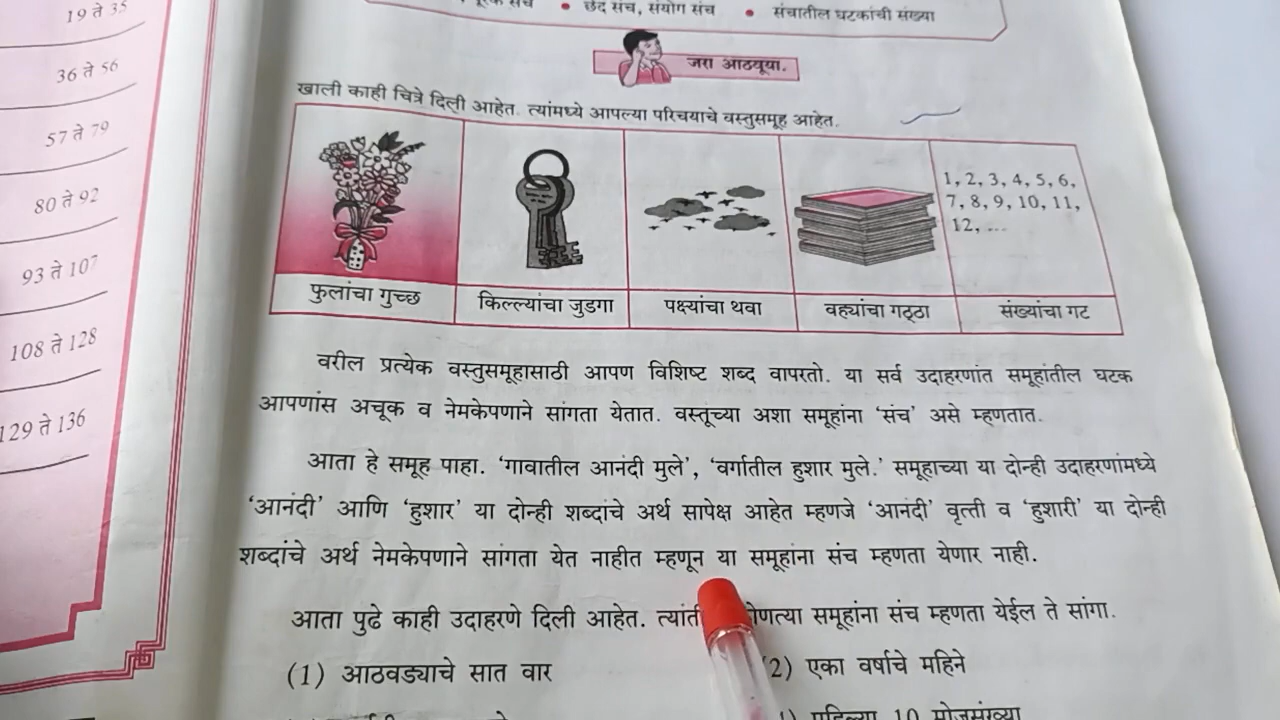 19 ते 35
36 ते 56
57 ते 79
80 ते 92
93 ते 107
108 ते 128
129 ते 136
संच • छेद संच, संयोग संच • संचातील घटकांची संख्या
जरा आठवूया.
खाली काही चित्रे दिली आहेत. त्यांमध्ये आपल्या परिचयाचे वस्तुसमूह आहेत.
1, 2, 3, 4, 5, 6,
7, 8, 9, 10, 11,
12, ...
फुलांचा गुच्छ किल्ल्यांचा जुडगा पक्ष्यांचा थवा वह्यांचा गठ्ठा संख्यांचा गट
वरील प्रत्येक वस्तुसमूहासाठी आपण विशिष्ट शब्द वापरतो. या सर्व उदाहरणांत समूहांतील घटक
आपणांस अचूक व नेमकेपणाने सांगता येतात. वस्तूंच्या अशा समूहांना ‘संच’ असे म्हणतात.
आता हे समूह पाहा. ‘गावातील आनंदी मुले’, ‘वर्गातील हुशार मुले.’ समूहाच्या या दोन्ही उदाहरणांमध्ये
‘आनंदी’ आणि ‘हुशार’ या दोन्ही शब्दांचे अर्थ सापेक्ष आहेत म्हणजे ‘आनंदी’ वृत्ती व ‘हुशारी’ या दोन्ही
शब्दांचे अर्थ नेमकेपणाने सांगता येत नाहीत म्हणून या समूहांना संच म्हणता येणार नाही.
आता पुढे काही उदाहरणे दिली आहेत. समूहांना संच म्हणता येईल ते सांगा.
(1) आठवड्याचे सात वार (2) एका वर्षाचे महिने
पहिल्या 10 मोजसंख्या